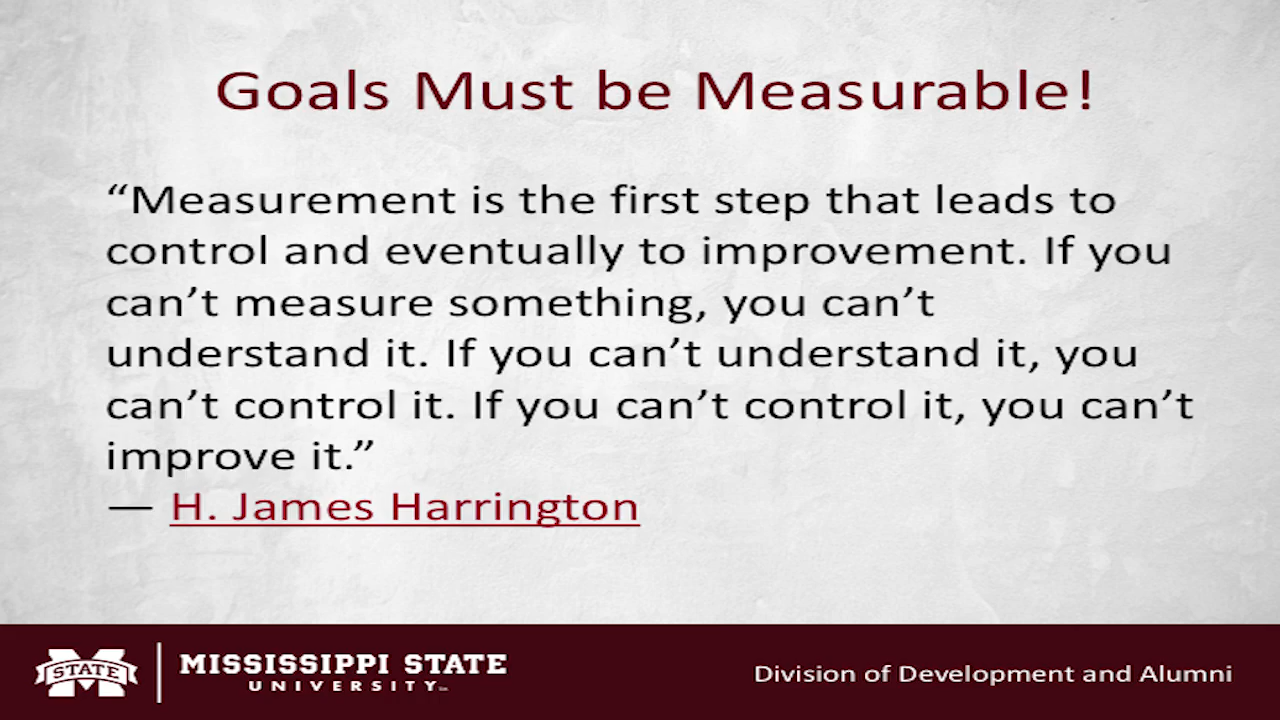 Goals Must be Measurable!
“Measurement is the first step that leads to
control and eventually to improvement. If you
can’t measure something, you can’t
understand it. If you can’t understand it, you
can’t control it. If you can’t control it, you can’t
improve it.”
— H. James Harrington
STATE
MISSISSIPPI STATE
UNIVERSITY
Division of Development and Alumni